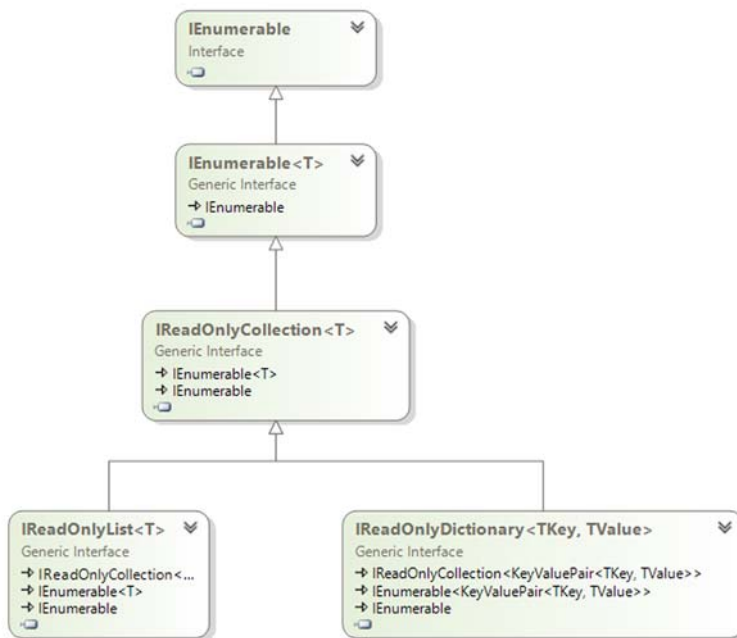 IEnumerable
Interface
IEnumerable<T>
Generic Interface
IEnumerable
IReadOnlyCollection<T>
Generic Interface
IEnumerable<T>
IEnumerable
IReadOnlyList<T>
Generic Interface
IReadOnlyCollection<...
IEnumerable<T>
IEnumerable
IReadOnlyDictionary<TKey, TValue>
Generic Interface
IReadOnlyCollection<KeyValuePair<TKey, TValue>>
IEnumerable<KeyValuePair<TKey, TValue>>
IEnumerable